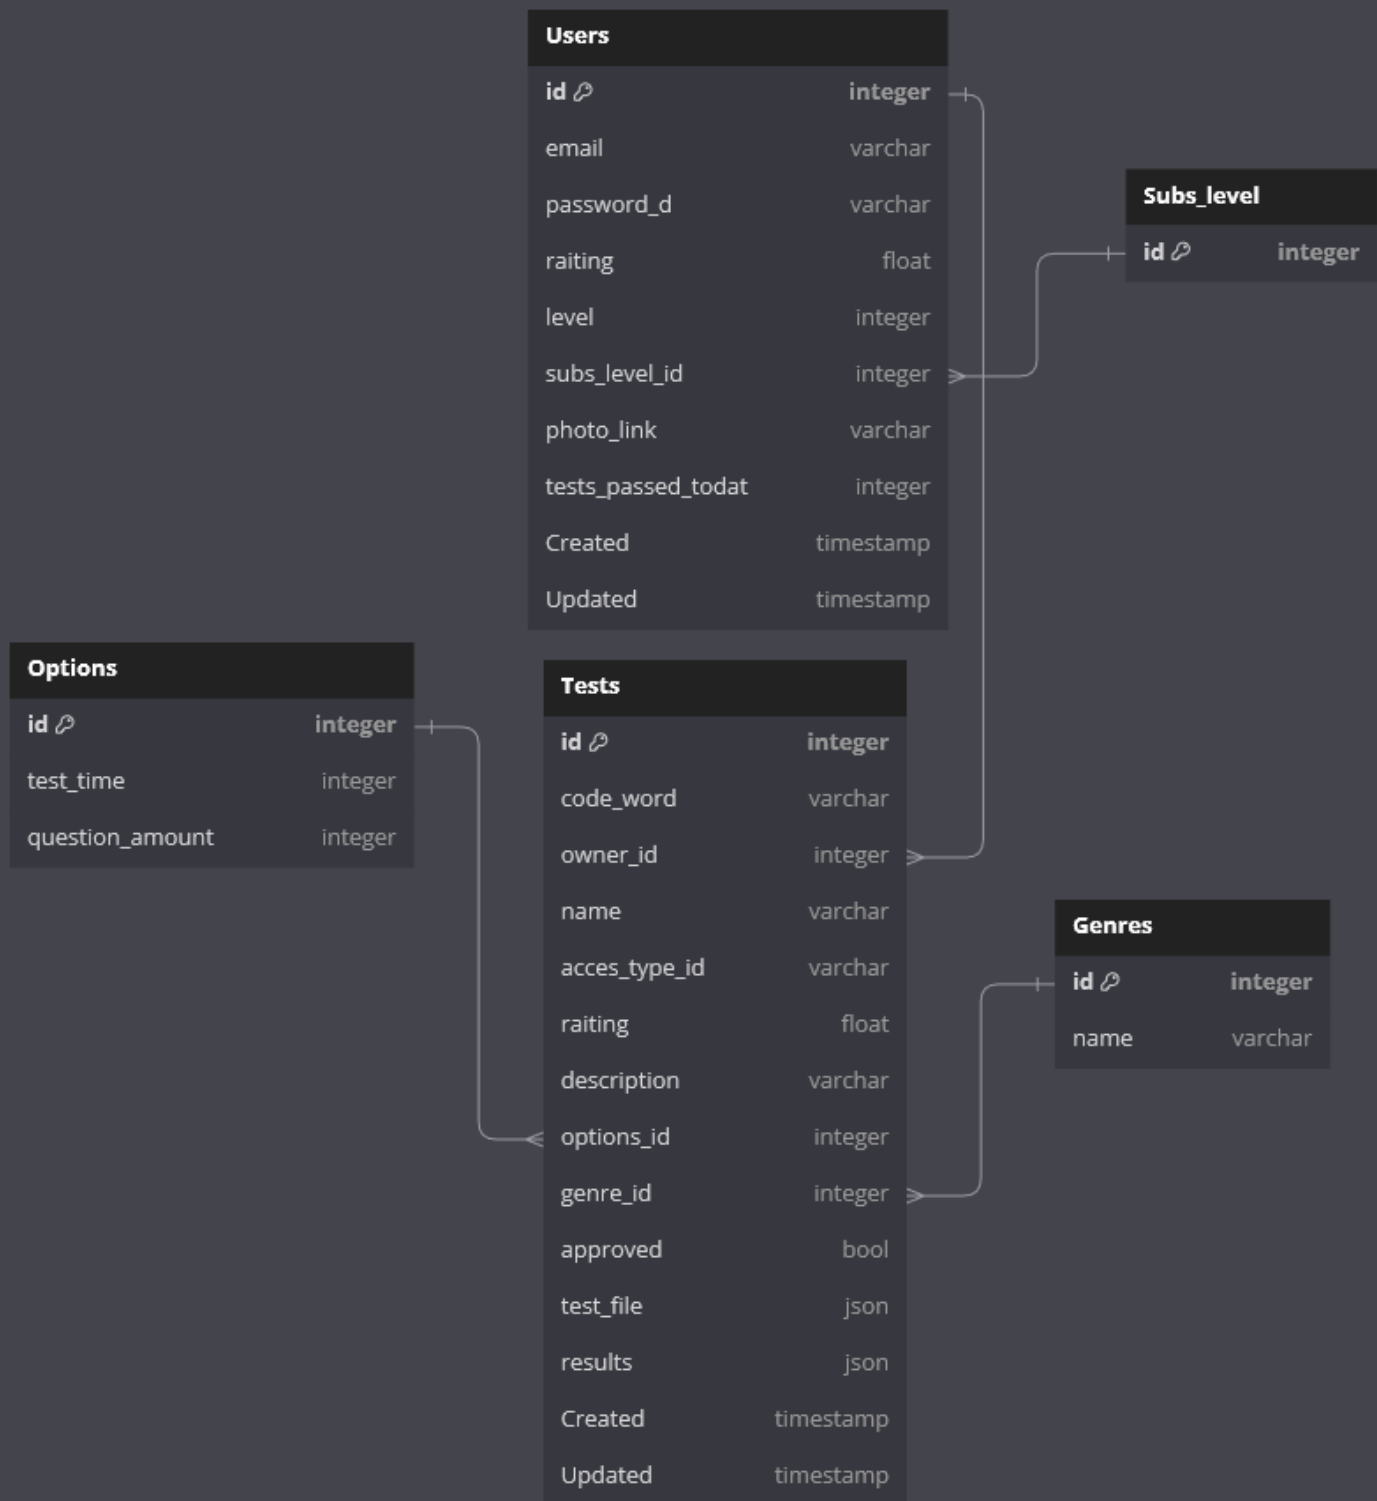 Users
id integer
email varchar
password_d varchar
raiting float
level integer
subs_level_id integer
photo_link varchar
tests_passed_todat integer
Created timestamp
Updated timestamp
Subs_level
id integer
Options
id integer
test_time integer
question_amount integer
Tests
id integer
code_word varchar
owner_id integer
name varchar
acces_type_id varchar
raiting float
description varchar
options_id integer
genre_id integer
approved bool
test_file json
results json
Created timestamp
Updated timestamp
Genres
id integer
name varchar